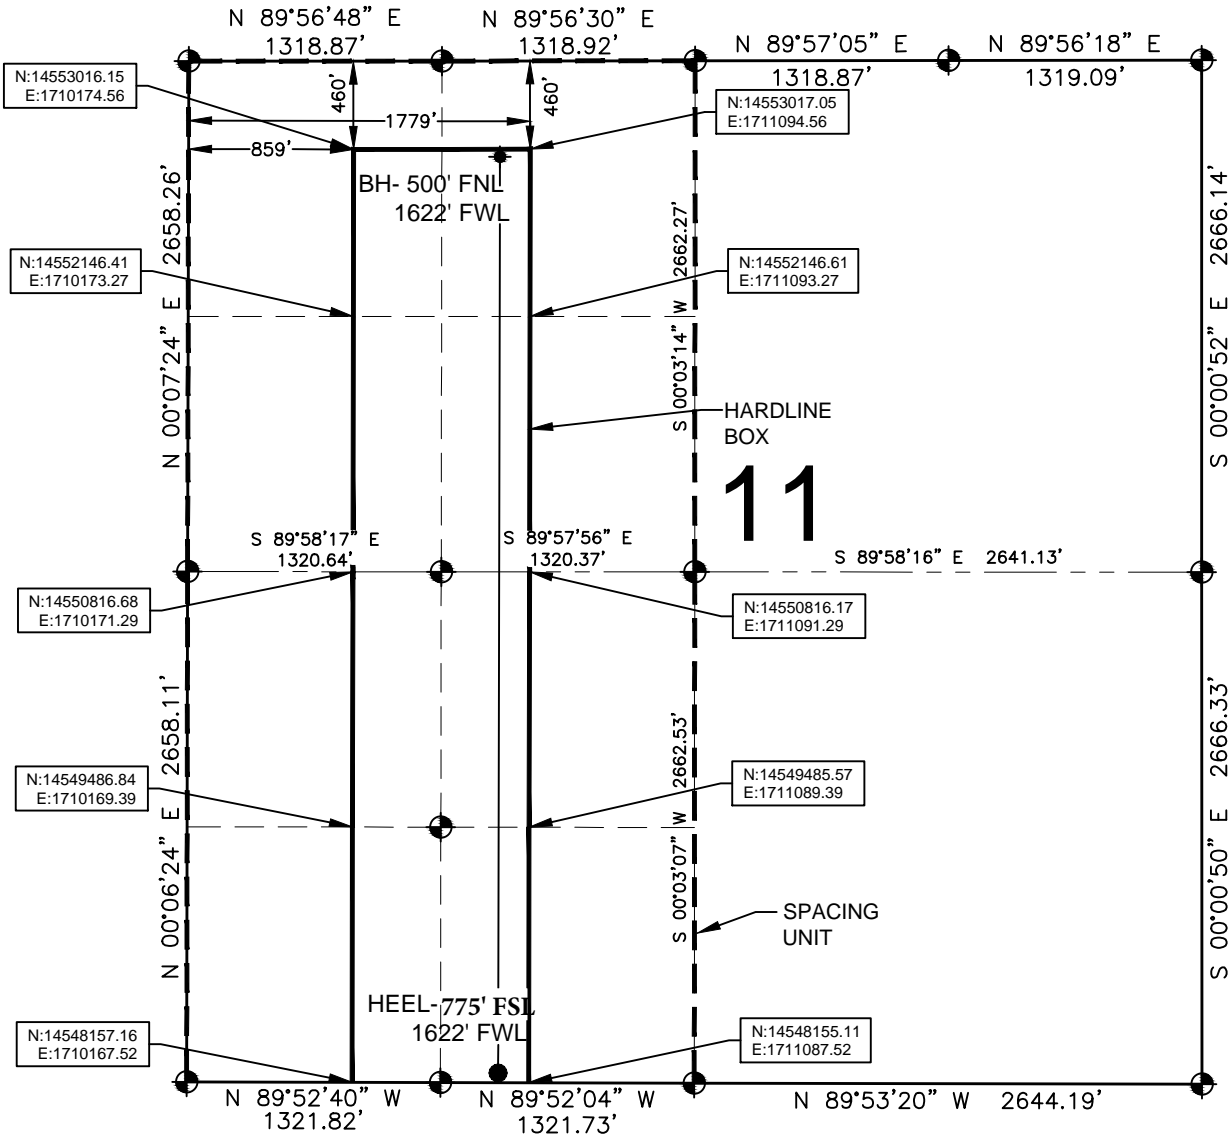 N 89°56'48" E
1318.87'
N 89°56'30" E
1318.92'
N 89°57'05" E
1318.87'
N 89°56'18" E
1319.09'
N:14553016.15
E:1710174.56
460'
460'
N:14553017.05
E:1711094.56
1779'
859'
BH- 500' FNL
1622' FWL
N 00°07'24" E 2658.26'
S 00°03'14" W 2662.27'
S 00°00'52" E 2666.14'
N:14552146.41
E:1710173.27
N:14552146.61
E:1711093.27
HARDLINE
BOX
11
S 89°58'17" E
1320.64'
S 89°57'56" E
1320.37'
S 89°58'16" E 2641.13'
N:14550816.68
E:1710171.29
N:14550816.17
E:1711091.29
N 00°06'24" E 2658.11'
S 00°03'07" W 2662.53'
S 00°00'50" E 2666.33'
N:14549486.84
E:1710169.39
N:14549485.57
E:1711089.39
SPACING
UNIT
HEEL-775' FSL
1622' FWL
N:14548157.16
E:1710167.52
N:14548155.11
E:1711087.52
N 89°52'40" W
1321.82'
N 89°52'04" W
1321.73'
N 89°53'20" W 2644.19'